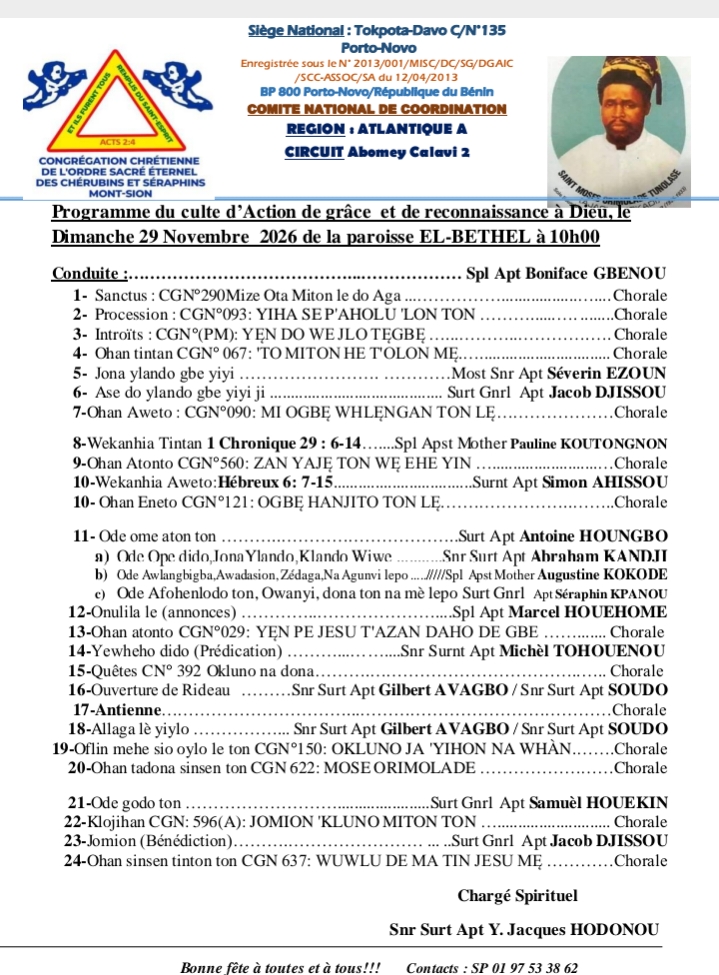 Siège National : Tokpota-Davo C/N°135
Porto-Novo
Enregistrée sous le N° 2013/001/MISC/DC/SG/DGAIC
/SCC-ASSOC/SA du 12/04/2013
BP 800 Porto-Novo/République du Bénin
COMITE NATIONAL DE COORDINATION
REGION : ATLANTIQUE A
CIRCUIT Abomey Calavi 2
ET ILS FURENT TOUS
REMPLIS DU SAINT-ESPRIT
ACTS 2:4
CONGRÉGATION CHRÉTIENNE
DE L'ORDRE SACRÉ ÉTERNEL
DES CHÉRUBINS ET SÉRAPHINS
MONT-SION
SAINT MOSES ORIMOLADE TUNOLASE
Programme du culte d'Action de grâce et de reconnaissance à Dieu, le
Dimanche 29 Novembre 2026 de la paroisse EL-BETHEL à 10h00
Conduite :…………………………………...……………… Spl Apt Boniface GBENOU
1- Sanctus : CGN°290Mize Ota Miton le do Aga ...……………......................…...Chorale
2- Procession : CGN°093: YIHA SE P'AHOLU 'LON TON ………......…. ........Chorale
3- Introïts : CGN°(PM): YẸN DO WE JLO TẸGBẸ …...……………………… Chorale
4- Ohan tintan CGN° 067: 'TO MITON HE T'OLON MẸ…............................... Chorale
5- Jona ylando gbe yiyi ……………………… …………Most Snr Apt Séverin EZOUN
6- Ase do ylando gbe yiyi ji ........................................ Surt Gnrl Apt Jacob DJISSOU
7-Ohan Aweto : CGN°090: MI OGBẸ WHLẸNGAN TON LẸ…………………Chorale
8-Wekanhia Tintan 1 Chronique 29 : 6-14…....Spl Apst Mother Pauline KOUTONGNON
9-Ohan Atonto CGN°560: ZAN YAJẸ TON WẸ EHE YIN ….......................…Chorale
10-Wekanhia Aweto:Hébreux 6: 7-15.................................Surnt Apt Simon AHISSOU
10- Ohan Eneto CGN°121: OGBẸ HANJITO TON LẸ…………………….……..Chorale
11- Ode ome aton ton …………………………………….Surt Apt Antoine HOUNGBO
a) Ode Ope dido,JonaYlando,Klando Wiwe ............Snr Surt Apt Abraham KANDJI
b) Ode Awlangbigba,Awadasion, Zédaga,Na Agunvi lepo .....////Spl Apst Mother Augustine KOKODE
c) Ode Afohenlodo ton, Owanyi, dona ton na mè lepo Surt Gnrl Apt Séraphin KPANOU
12-Onulila le (annonces) …………………………………....Spl Apt Marcel HOUEHOME
13-Ohan atonto CGN°029: YẸN PE JESU T'AZAN DAHO DE GBE ……....... Chorale
14-Yewheho dido (Prédication) ………...……....Snr Surnt Apt Michèl TOHOUENOU
15-Quêtes CN° 392 Okluno na dona…………………………………………….. Chorale
16-Ouverture de Rideau ………Snr Surt Apt Gilbert AVAGBO / Snr Surt Apt SOUDO
17-Antienne……………………………………………………………………….Chorale
18-Allaga lè yiylo ……………... Snr Surt Apt Gilbert AVAGBO / Snr Surt Apt SOUDO
19-Oflin mehe sio oylo le ton CGN°150: OKLUNO JA 'YIHON NA WHÀN…….Chorale
20-Ohan tadona sinsen ton CGN 622: MOSE ORIMOLADE ……………………Chorale
21-Ode godo ton ………………………......................Surt Gnrl Apt Samuèl HOUEKIN
22-Klojihan CGN: 596(A): JOMION 'KLUNO MITON TON …........................... Chorale
23-Jomion (Bénédiction)……………………………… ... ..Surt Gnrl Apt Jacob DJISSOU
24-Ohan sinsen tinton ton CGN 637: WUWLU DE MA TIN JESU MẸ …………Chorale
Chargé Spirituel
Snr Surt Apt Y. Jacques HODONOU
Bonne fête à toutes et à tous!!! Contacts : SP 01 97 53 38 62